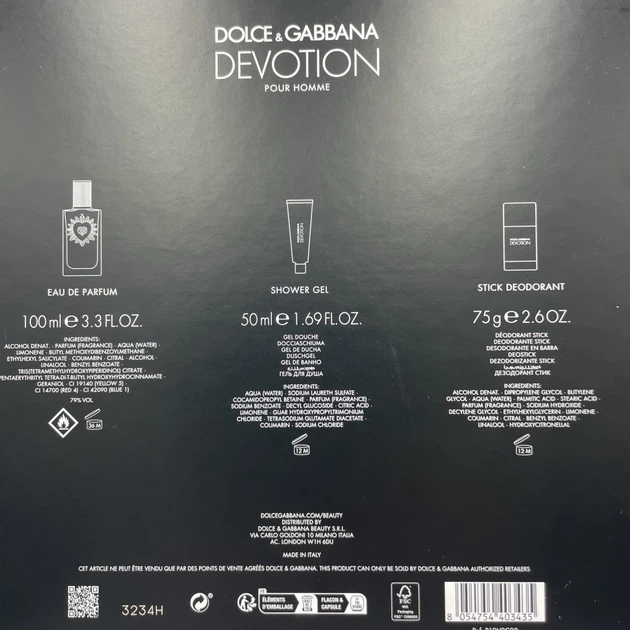 DOLCE & GABBANA
DEVOTION
POUR HOMME
EAU DE PARFUM
100 ml e 3.3 FL.OZ.
INGREDIENTS:
ALCOHOL DENAT. · PARFUM (FRAGRANCE) · AQUA (WATER) ·
LIMONENE · BUTYL METHOXYDIBENZOYLMETHANE ·
ETHYLHEXYL SALICYLATE · COUMARIN · CITRAL · ALCOHOL ·
LINALOOL · BENZYL BENZOATE ·
TRIS(TETRAMETHYLHYDROXYPIPERIDINOL) CITRATE ·
PENTAERYTHRITYL TETRA-DI-T-BUTYL HYDROXYHYDROCINNAMATE ·
GERANIOL · CI 19140 (YELLOW 5)
CI 14700 (RED 4) · CI 42090 (BLUE 1)
79% VOL
36 M
DOLCE & GABBANA
DEVOTION
SHOWER GEL
50 ml e 1.69 FL.OZ.
GEL DOUCHE
DOCCIASCHIUMA
GEL DE DUCHA
DUSCHGEL
GEL DE BANHO
ГЕЛЬ ДЛЯ ДУША
INGREDIENTS:
AQUA (WATER) · SODIUM LAURETH SULFATE ·
COCAMIDOPROPYL BETAINE · PARFUM (FRAGRANCE) ·
SODIUM BENZOATE · DECYL GLUCOSIDE · CITRIC ACID ·
LIMONENE · GUAR HYDROXYPROPYLTRIMONIUM
CHLORIDE · TETRASODIUM GLUTAMATE DIACETATE ·
COUMARIN · SODIUM CHLORIDE
12 M
DOLCE & GABBANA
DEVOTION
STICK DEODORANT
75 g e 2.6 OZ.
DÉODORANT STICK
DEODORANTE STICK
DESODORANTE EN BARRA
DEOSTICK
DEZODORIZANTE STICK
ДЕЗОДОРАНТ СТИК
INGREDIENTS:
ALCOHOL DENAT. · DIPROPYLENE GLYCOL · BUTYLENE
GLYCOL · AQUA (WATER) · PALMITIC ACID · STEARIC ACID ·
PARFUM (FRAGRANCE) · SODIUM HYDROXIDE ·
DECYLENE GLYCOL · ETHYLHEXYLGLYCERIN · LIMONENE ·
COUMARIN · CITRAL · BENZYL BENZOATE ·
LINALOOL · HYDROXYCITRONELLAL
12 M
DOLCEGABBANA.COM/BEAUTY
DISTRIBUTED BY
DOLCE & GABBANA BEAUTY S.R.L.
VIA CARLO GOLDONI 10 MILANO ITALIA
AC. LONDON W1H 6DU
MADE IN ITALY
CET ARTICLE NE PEUT ÊTRE VENDU QUE PAR DES POINTS DE VENTE AGRÉÉS DOLCE & GABBANA. THIS PRODUCT CAN ONLY BE SOLD BY DOLCE & GABBANA AUTHORIZED RETAILERS
3234H
FR
ÉLÉMENTS
D'EMBALLAGE
FLACON &
CAPSULE
FSC
MIX
Packaging
8 054754 403435